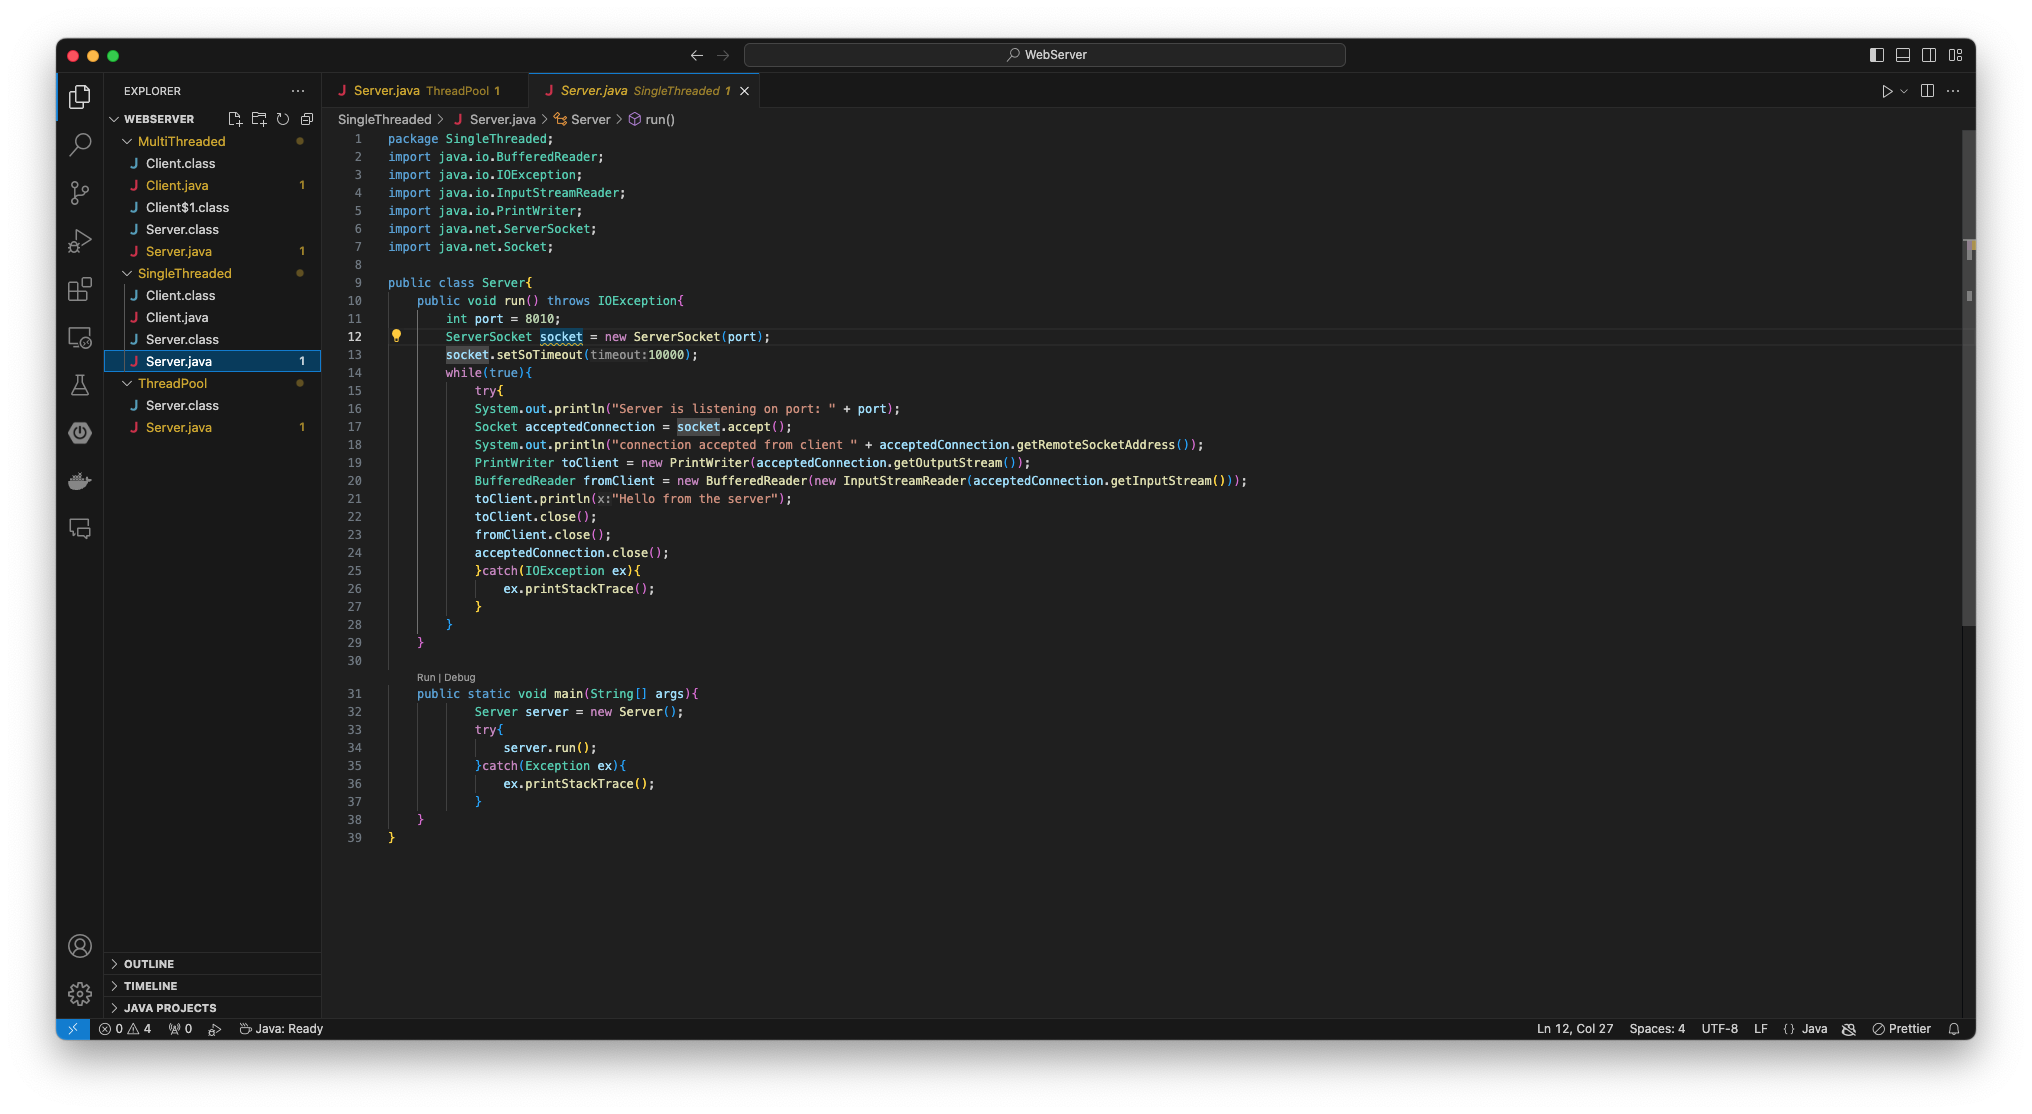 WebServer
EXPLORER
WEBSERVER
MultiThreaded
Client.class
Client.java 1
Client$1.class
Server.class
Server.java 1
SingleThreaded
Client.class
Client.java
Server.class
Server.java 1
ThreadPool
Server.class
Server.java 1
OUTLINE
TIMELINE
JAVA PROJECTS
Server.java ThreadPool 1
Server.java SingleThreaded 1
SingleThreaded > Server.java > Server > run()
1 package SingleThreaded;
2 import java.io.BufferedReader;
3 import java.io.IOException;
4 import java.io.InputStreamReader;
5 import java.io.PrintWriter;
6 import java.net.ServerSocket;
7 import java.net.Socket;
8
9 public class Server{
10 public void run() throws IOException{
11 int port = 8010;
12 ServerSocket socket = new ServerSocket(port);
13 socket.setSoTimeout(timeout:10000);
14 while(true){
15 try{
16 System.out.println("Server is listening on port: " + port);
17 Socket acceptedConnection = socket.accept();
18 System.out.println("connection accepted from client " + acceptedConnection.getRemoteSocketAddress());
19 PrintWriter toClient = new PrintWriter(acceptedConnection.getOutputStream());
20 BufferedReader fromClient = new BufferedReader(new InputStreamReader(acceptedConnection.getInputStream()));
21 toClient.println(x:"Hello from the server");
22 toClient.close();
23 fromClient.close();
24 acceptedConnection.close();
25 }catch(IOException ex){
26 ex.printStackTrace();
27 }
28 }
29 }
30
Run | Debug
31 public static void main(String[] args){
32 Server server = new Server();
33 try{
34 server.run();
35 }catch(Exception ex){
36 ex.printStackTrace();
37 }
38 }
39 }
0 4 0 Java: Ready Ln 12, Col 27 Spaces: 4 UTF-8 LF {} Java Prettier